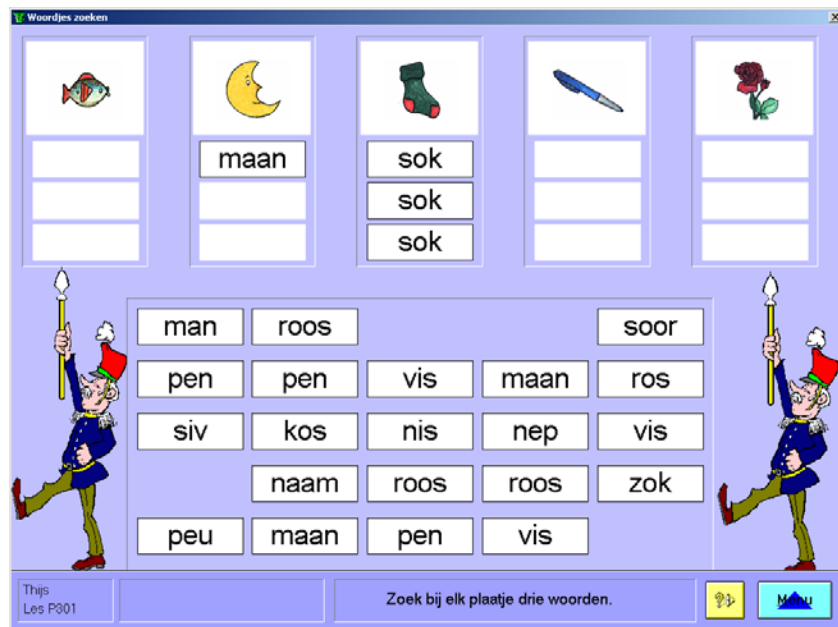 Woordjes zoeken
maan sok
sok
sok
man roos soor
pen pen vis maan ros
siv kos nis nep vis
naam roos roos zok
peu maan pen vis
Thijs
Les P301
Zoek bij elk plaatje drie woorden.
? Menu